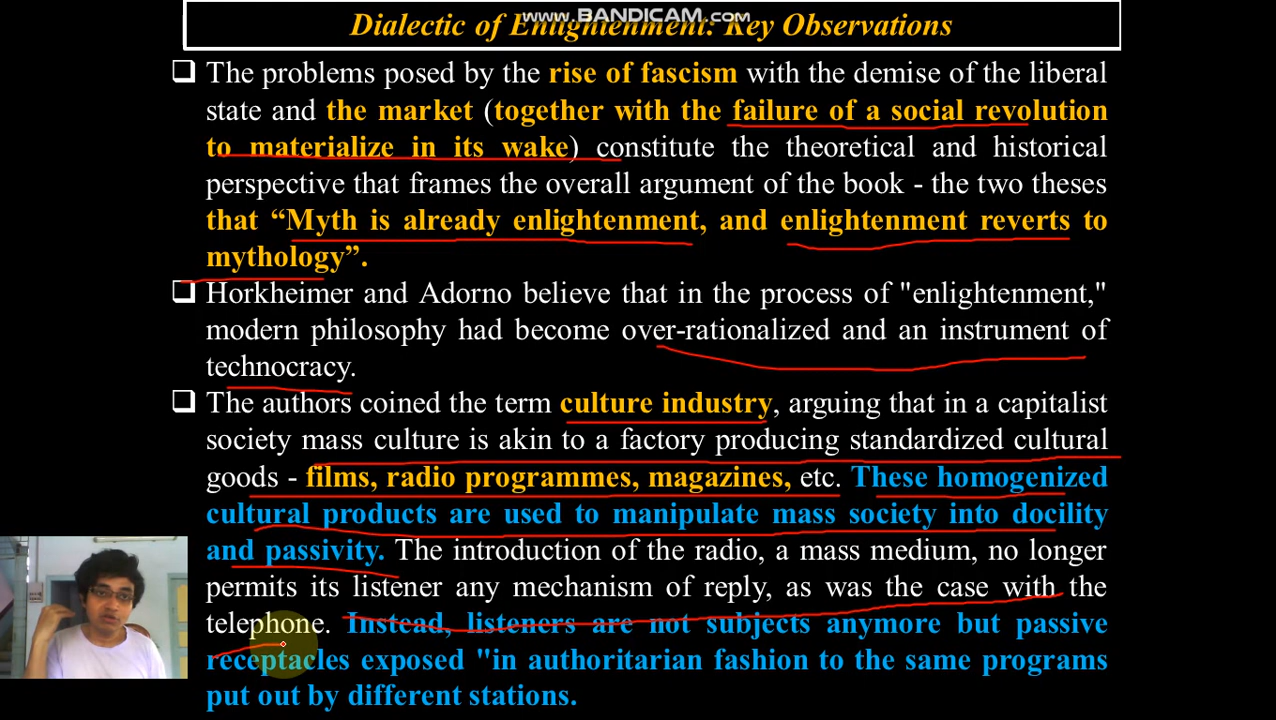 www.BANDICAM.com
Dialectic of Enlightenment: Key Observations
The problems posed by the rise of fascism with the demise of the liberal
state and the market (together with the failure of a social revolution
to materialize in its wake) constitute the theoretical and historical
perspective that frames the overall argument of the book - the two theses
that “Myth is already enlightenment, and enlightenment reverts to
mythology”.
Horkheimer and Adorno believe that in the process of "enlightenment,"
modern philosophy had become over-rationalized and an instrument of
technocracy.
The authors coined the term culture industry, arguing that in a capitalist
society mass culture is akin to a factory producing standardized cultural
goods - films, radio programmes, magazines, etc. These homogenized
cultural products are used to manipulate mass society into docility
and passivity. The introduction of the radio, a mass medium, no longer
permits its listener any mechanism of reply, as was the case with the
telephone. Instead, listeners are not subjects anymore but passive
receptacles exposed "in authoritarian fashion to the same programs
put out by different stations.